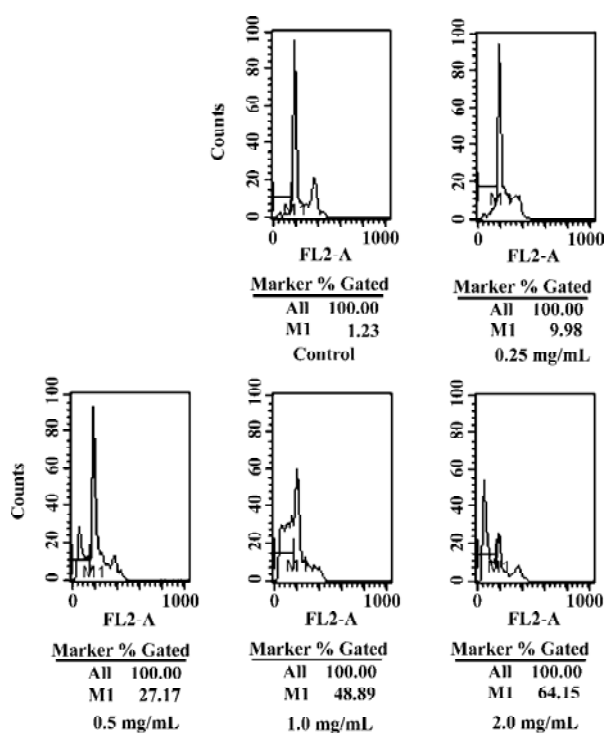 Counts
0 20 40 60 80 100
0 1000
FL2-A
Marker % Gated
All 100.00
M1 1.23
Control
0 20 40 60 80 100
0 1000
FL2-A
Marker % Gated
All 100.00
M1 9.98
0.25 mg/mL
Counts
0 20 40 60 80 100
M1
0 1000
FL2-A
Marker % Gated
All 100.00
M1 27.17
0.5 mg/mL
0 20 40 60 80 100
0 1000
FL2-A
Marker % Gated
All 100.00
M1 48.89
1.0 mg/mL
0 20 40 60 80 100
0 1000
FL2-A
Marker % Gated
All 100.00
M1 64.15
2.0 mg/mL